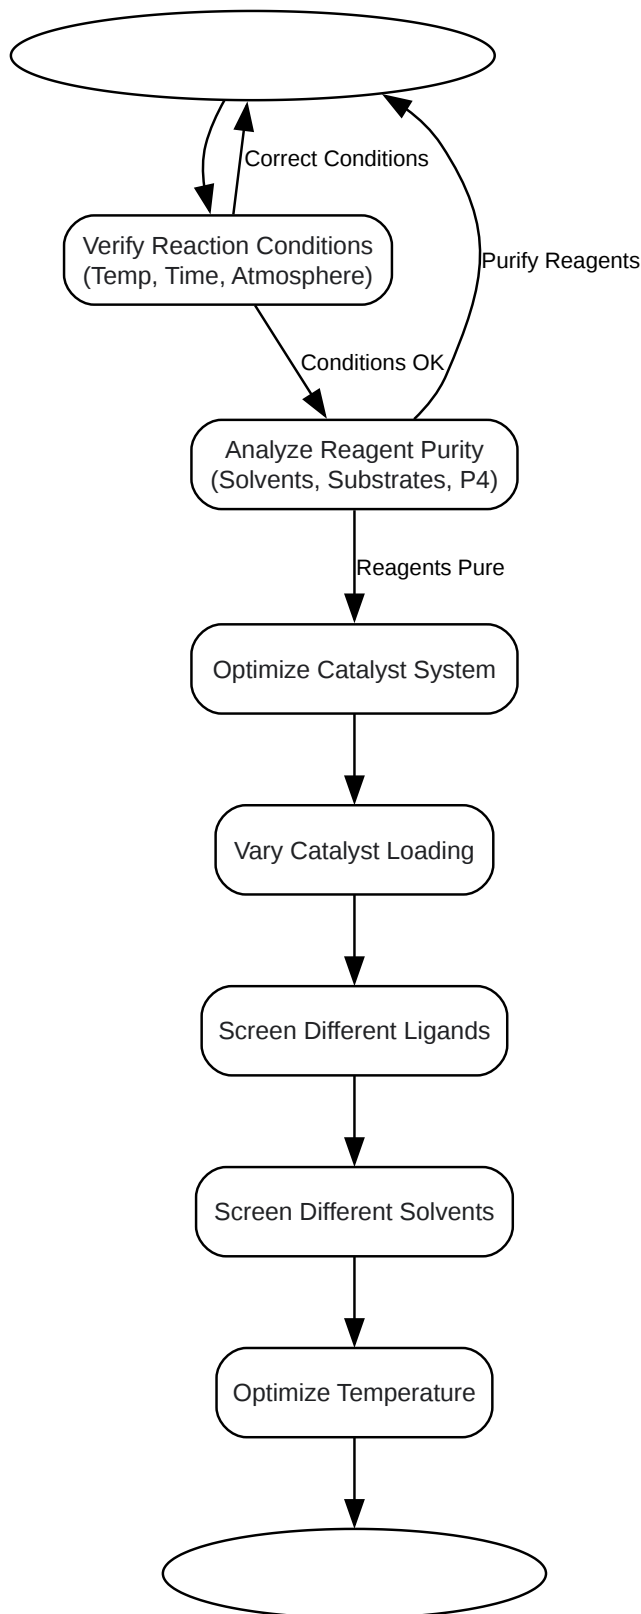 Correct Conditions
Verify Reaction Conditions
(Temp, Time, Atmosphere)
Purify Reagents
Conditions OK
Analyze Reagent Purity
(Solvents, Substrates, P4)
Reagents Pure
Optimize Catalyst System
Vary Catalyst Loading
Screen Different Ligands
Screen Different Solvents
Optimize Temperature